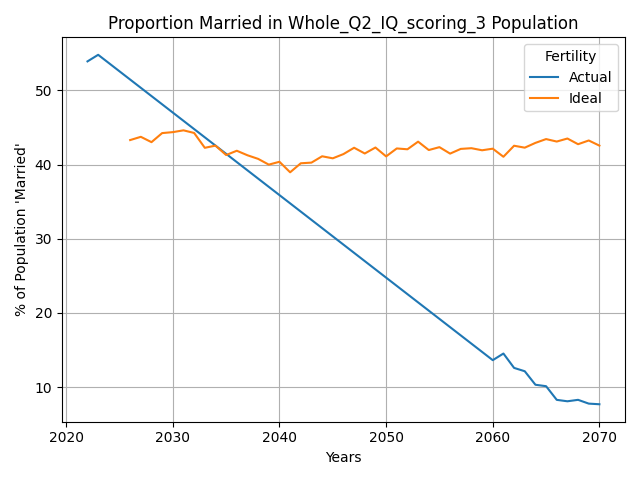 Proportion Married in Whole_Q2_IQ_scoring_3 Population
Fertility
Actual
Ideal
% of Population 'Married'
50
40
30
20
10
2020 2030 2040 2050 2060 2070
Years